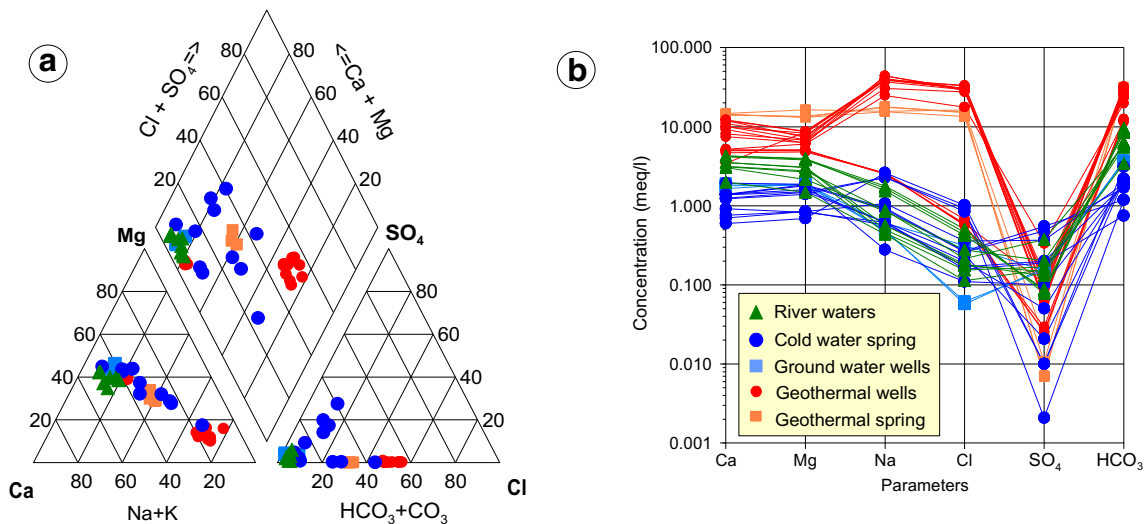 a
Cl + SO₄ =>
<=Ca + Mg
80 80
60 60
40 40
20 20
Mg SO₄
80 80
60 60
40 40
20 20
80 60 40 20 20 40 60 80
Ca Cl
Na+K HCO₃+CO₃
b
Concentration (meq/l)
100.000
10.000
1.000
0.100
0.010
0.001
River waters
Cold water spring
Ground water wells
Geothermal wells
Geothermal spring
Ca Mg Na Cl SO₄ HCO₃
Parameters